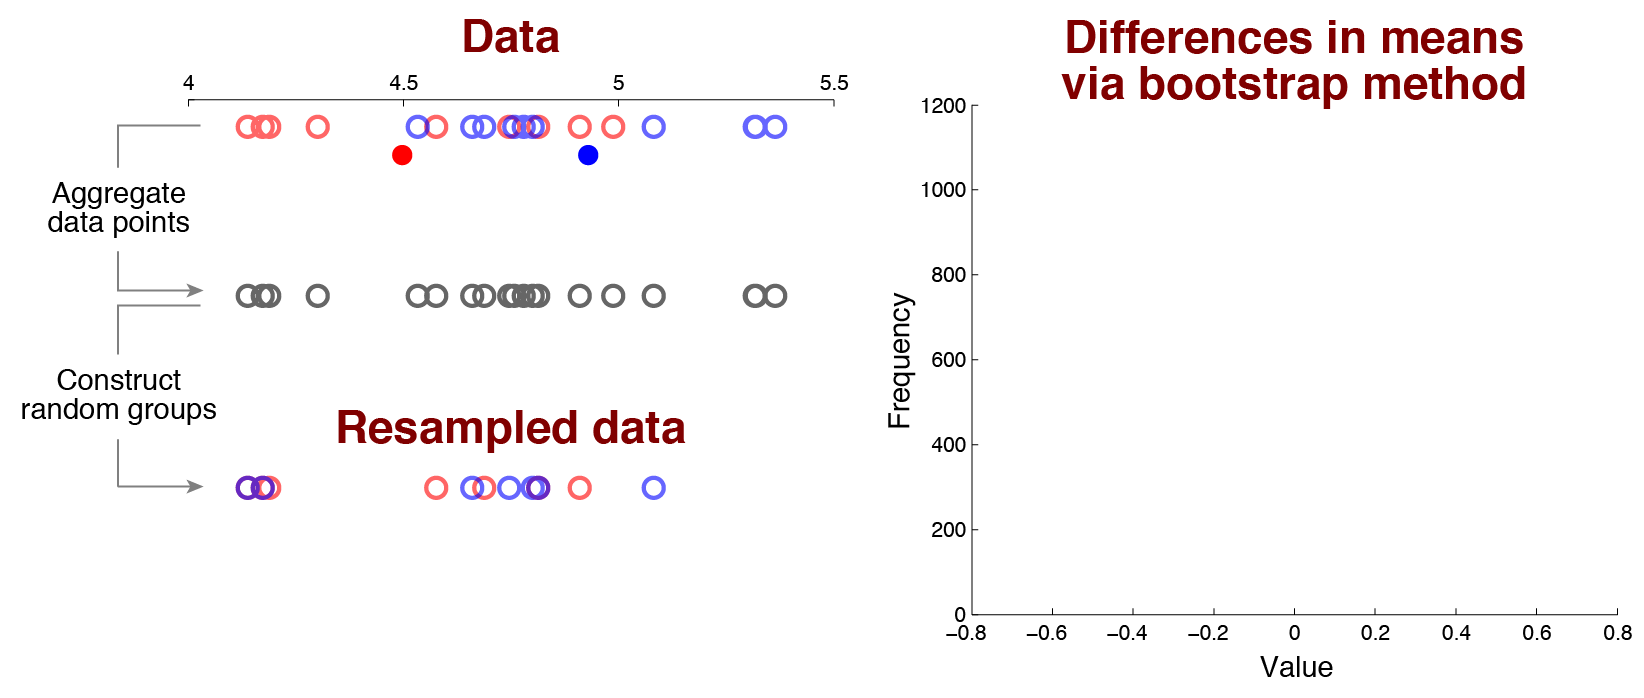 Data
4
4.5
5
5.5
Aggregate
data points
Construct
random groups
Resampled data
Differences in means
via bootstrap method
1200
1000
800
600
400
200
0
Frequency
−0.8
−0.6
−0.4
−0.2
0
0.2
0.4
0.6
0.8
Value